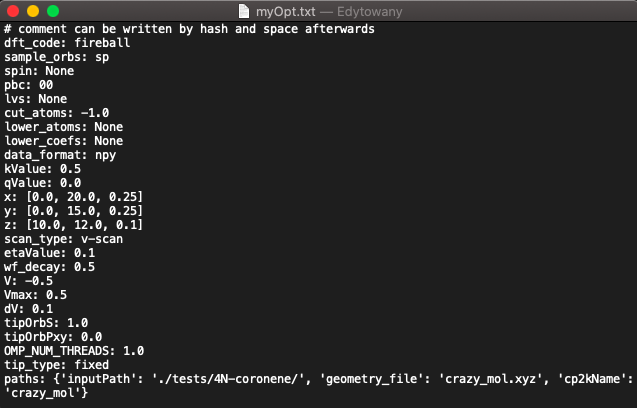 myOpt.txt — Edytowany
# comment can be written by hash and space afterwards
dft_code: fireball
sample_orbs: sp
spin: None
pbc: 00
lvs: None
cut_atoms: -1.0
lower_atoms: None
lower_coefs: None
data_format: npy
kValue: 0.5
qValue: 0.0
x: [0.0, 20.0, 0.25]
y: [0.0, 15.0, 0.25]
z: [10.0, 12.0, 0.1]
scan_type: v-scan
etaValue: 0.1
wf_decay: 0.5
V: -0.5
Vmax: 0.5
dV: 0.1
tipOrbS: 1.0
tipOrbPxy: 0.0
OMP_NUM_THREADS: 1.0
tip_type: fixed
paths: {'inputPath': './tests/4N-coronene/', 'geometry_file': 'crazy_mol.xyz', 'cp2kName':
'crazy_mol'}